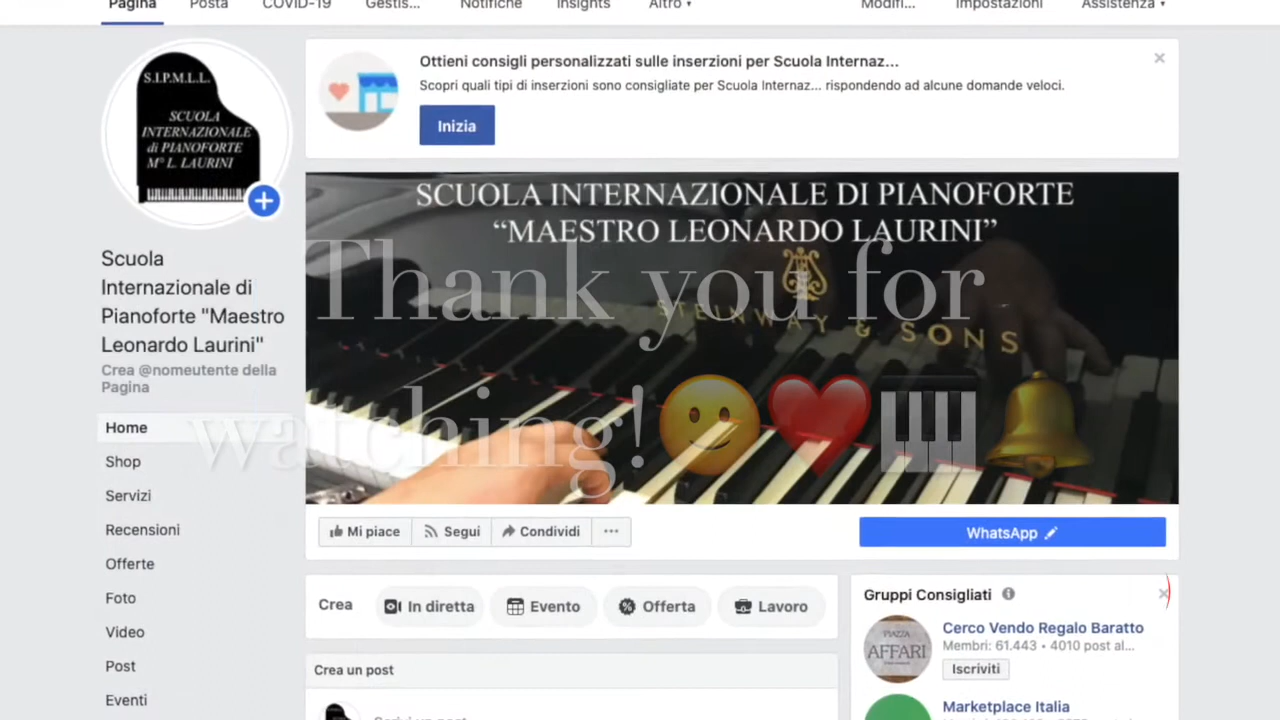 Pagina
Posta
COVID-19
Gestis...
Notifiche
Insights
Altro
Modifi...
Impostazioni
Assistenza
S.I.P.M.L.L.
SCUOLA
INTERNAZIONALE
di PIANOFORTE
M° L. LAURINI
Scuola
Internazionale di
Pianoforte "Maestro
Leonardo Laurini"
Crea @nomeutente della
Pagina
Home
Shop
Servizi
Recensioni
Offerte
Foto
Video
Post
Eventi
Ottieni consigli personalizzati sulle inserzioni per Scuola Internaz...
Scopri quali tipi di inserzioni sono consigliate per Scuola Internaz... rispondendo ad alcune domande veloci.
Inizia
SCUOLA INTERNAZIONALE DI PIANOFORTE
“MAESTRO LEONARDO LAURINI”
Thank you for
watching!
STEINWAY & SONS
Mi piace
Segui
Condividi
WhatsApp
Crea
In diretta
Evento
Offerta
Lavoro
Crea un post
Scrivi un post
Gruppi Consigliati
PIAZZA
AFFARI
Cerco Vendo Regalo Baratto
Membri: 61.443 • 4010 post al...
Iscriviti
Marketplace Italia